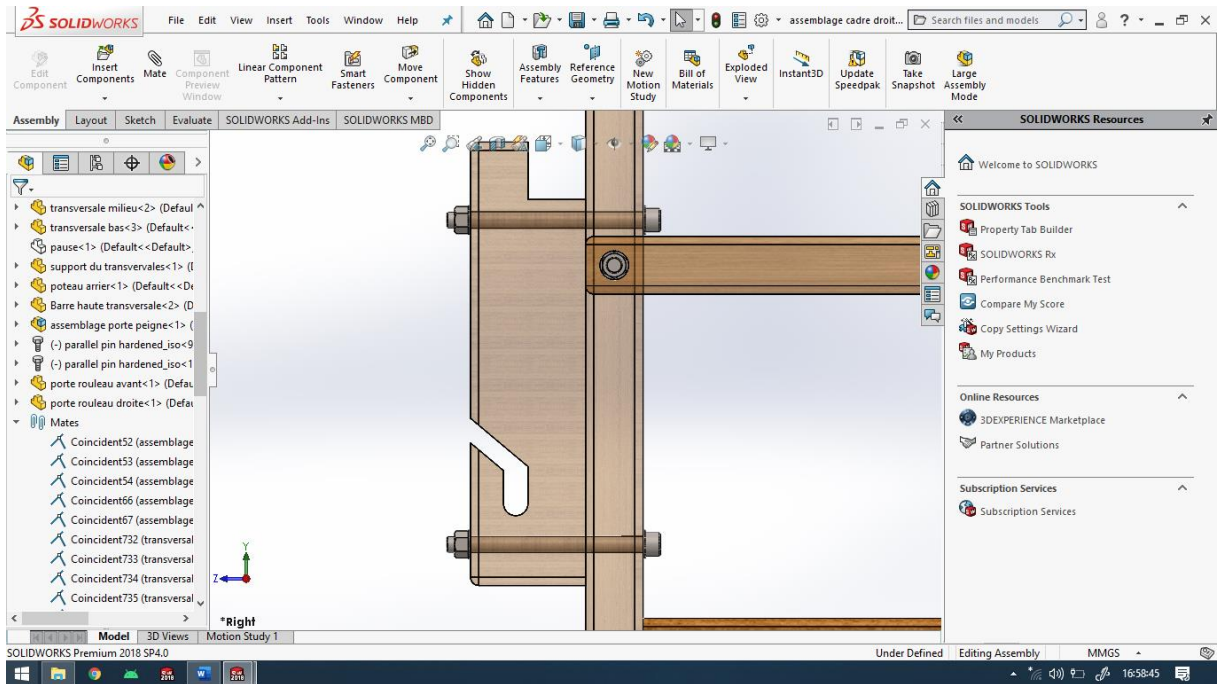 SOLIDWORKS File Edit View Insert Tools Window Help assemblage cadre droit... Search files and models
Edit Component
Insert Components
Mate
Component Preview Window
Linear Component Pattern
Smart Fasteners
Move Component
Show Hidden Components
Assembly Features
Reference Geometry
New Motion Study
Bill of Materials
Exploded View
Instant3D
Update Speedpak
Take Snapshot
Large Assembly Mode
Assembly Layout Sketch Evaluate SOLIDWORKS Add-Ins SOLIDWORKS MBD
transversale milieu<2> (Defaul
transversale bas<3> (Default<
pause<1> (Default<<Default>
support du transvervales<1> (
poteau arrier<1> (Default<<De
Barre haute transversale<2> (D
assemblage porte peigne<1> (
(-) parallel pin hardened_iso<9
(-) parallel pin hardened_iso<1
porte rouleau avant<1> (Defau
porte rouleau droite<1> (Defau
Mates
Coincident52 (assemblage
Coincident53 (assemblage
Coincident54 (assemblage
Coincident66 (assemblage
Coincident67 (assemblage
Coincident732 (transversal
Coincident733 (transversal
Coincident734 (transversal
Coincident735 (transversal
Y
Z
*Right
SOLIDWORKS Resources
Welcome to SOLIDWORKS
SOLIDWORKS Tools
Property Tab Builder
SOLIDWORKS Rx
Performance Benchmark Test
Compare My Score
Copy Settings Wizard
My Products
Online Resources
3DEXPERIENCE Marketplace
Partner Solutions
Subscription Services
Subscription Services
Model 3D Views Motion Study 1
SOLIDWORKS Premium 2018 SP4.0 Under Defined Editing Assembly MMGS
16:58:45